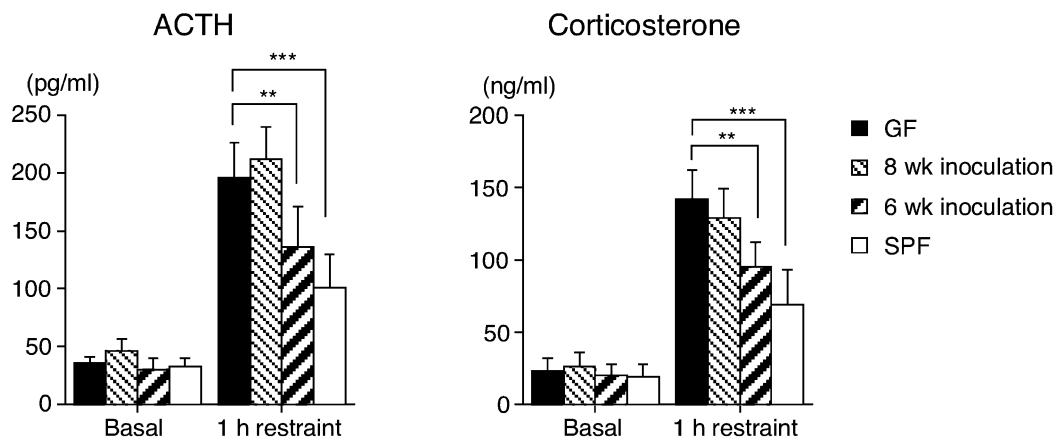 ACTH
(pg/ml)
250
200
150
100
50
0
***
**
Basal
1 h restraint
Corticosterone
(ng/ml)
200
150
100
50
0
***
**
Basal
1 h restraint
GF
8 wk inoculation
6 wk inoculation
SPF